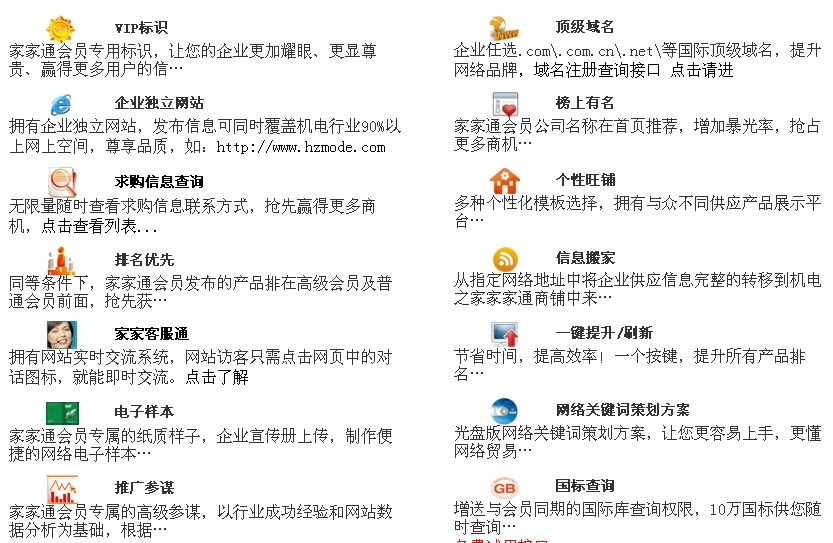 VIP标识
家家通会员专用标识，让您的企业更加耀眼、更显尊
贵、赢得更多用户的信…
企业独立网站
拥有企业独立网站，发布信息可同时覆盖机电行业90%以
上网上空间，尊享品质，如：http://www.hzmode.com
求购信息查询
无限量随时查看求购信息联系方式，抢先赢得更多商
机，点击查看列表...
排名优先
同等条件下，家家通会员发布的产品排在高级会员及普
通会员前面，抢先获…
家家客服通
拥有网站实时交流系统，网站访客只需点击网页中的对
话图标，就能即时交流。点击了解
电子样本
家家通会员专属的纸质样子，企业宣传册上传，制作便
捷的网络电子样本…
推广参谋
家家通会员专属的高级参谋，以行业成功经验和网站数
据分析为基础，根据…
WWW
顶级域名
企业任选.com\.com.cn\.net\等国际顶级域名，提升
网络品牌，域名注册查询接口 点击请进
榜上有名
家家通会员公司名称在首页推荐，增加暴光率，抢占
更多商机…
个性旺铺
多种个性化模板选择，拥有与众不同供应产品展示平
台…
信息搬家
从指定网络地址中将企业供应信息完整的转移到机电
之家家家通商铺中来…
一键提升/刷新
节省时间，提高效率！一个按键，提升所有产品排
名…
网络关键词策划方案
光盘版网络关键词策划方案，让您更容易上手，更懂
网络贸易…
GB
国标查询
增送与会员同期的国际库查询权限，10万国标供您随
时查询…